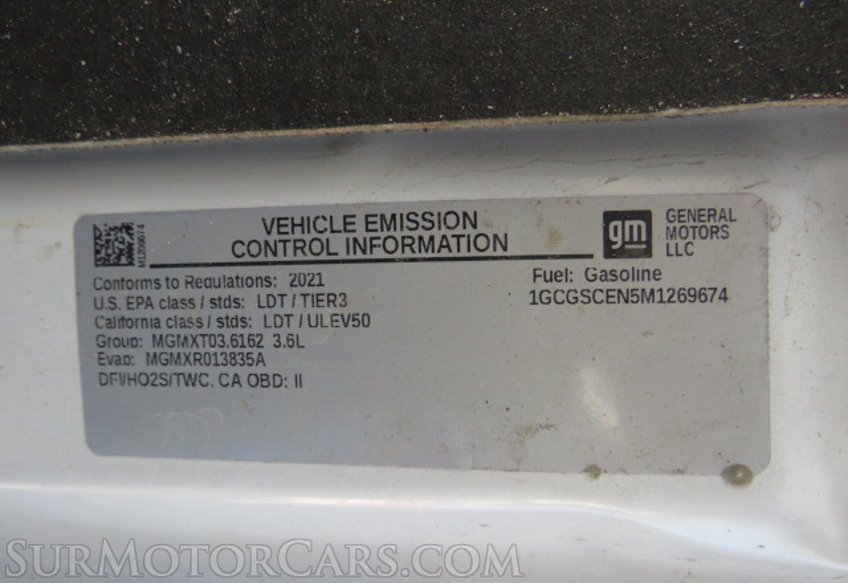 VEHICLE EMISSION
CONTROL INFORMATION
M1269674
gm
GENERAL
MOTORS
LLC
Conforms to Regulations: 2021
U.S. EPA class / stds: LDT / TIER3
California class / stds: LDT / ULEV50
Group: MGMXT03.6162 3.6L
Evap: MGMXR013835A
DFI/HO2S/TWC. CA OBD: II
Fuel: Gasoline
1GCGSCEN5M1269674
SurMotorCars.com